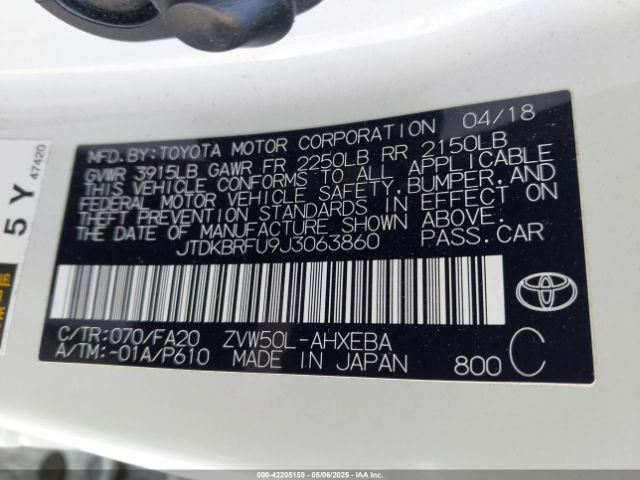 MFD.BY:TOYOTA MOTOR CORPORATION 04/18
GVWR 3915LB GAWR FR 2250LB RR 2150LB
THIS VEHICLE CONFORMS TO ALL APPLICABLE
FEDERAL MOTOR VEHICLE SAFETY, BUMPER, AND
THEFT PREVENTION STANDARDS IN EFFECT ON
THE DATE OF MANUFACTURE SHOWN ABOVE.
JTDKBRFU9J3063860 PASS.CAR
C/TR:070/FA20 ZVW50L-AHXEBA
A/TM:-01A/P610 MADE IN JAPAN 800 C
5 Y
47420
000-42205159 - 05/06/2025 - IAA Inc.